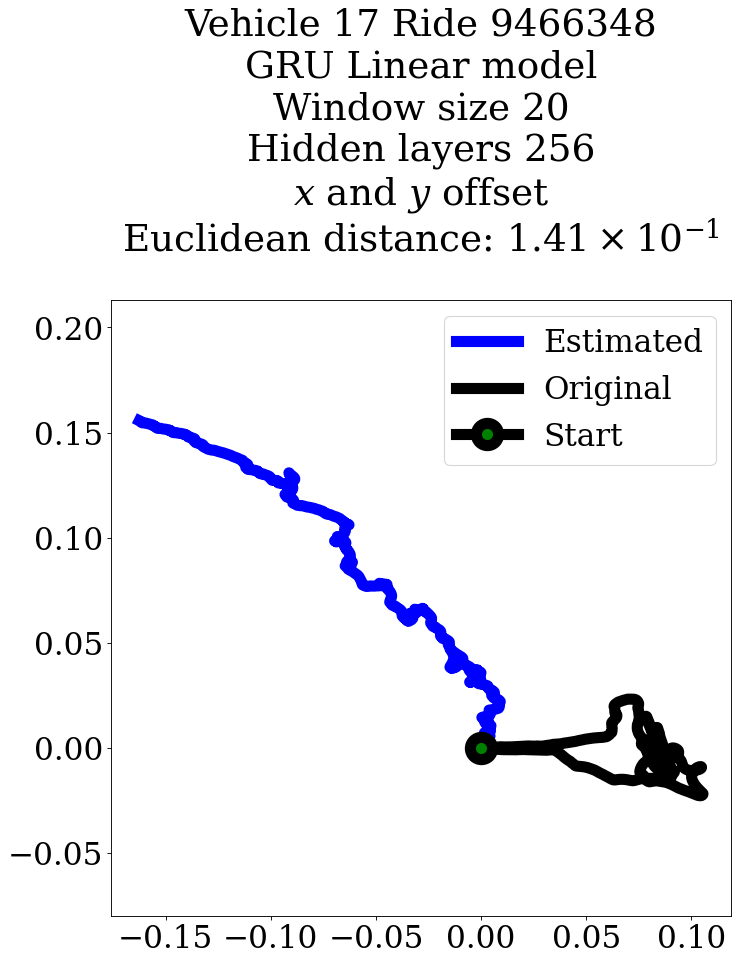 Vehicle 17 Ride 9466348
GRU Linear model
Window size 20
Hidden layers 256
x and y offset
Euclidean distance: 1.41 × 10⁻¹
Estimated
Original
Start
0.20
0.15
0.10
0.05
0.00
−0.05
−0.15 −0.10 −0.05 0.00 0.05 0.10